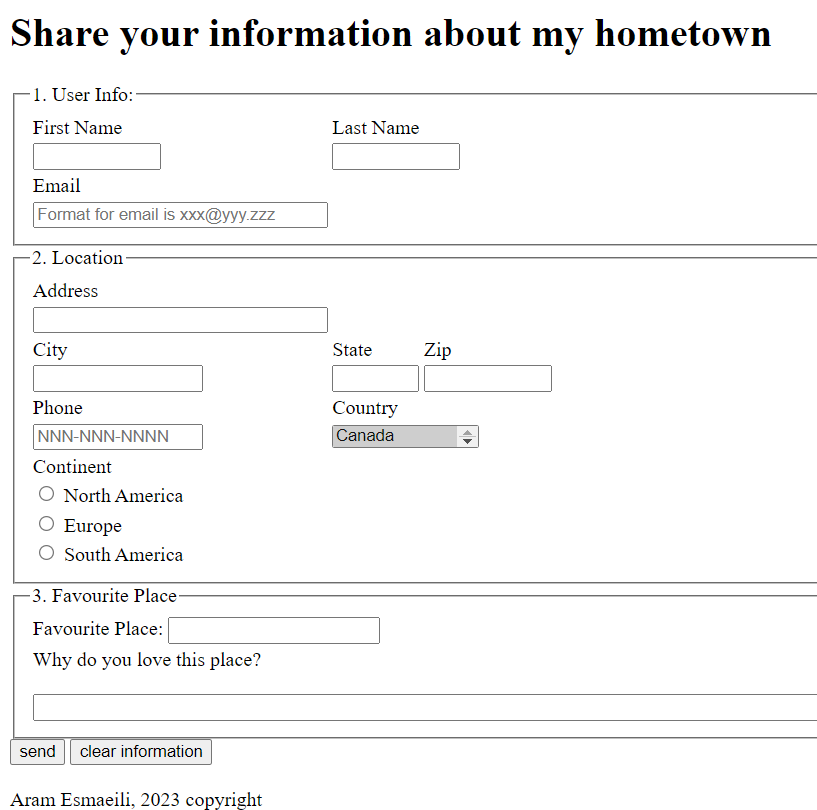 Share your information about my hometown
1. User Info:
First Name Last Name
Email
Format for email is xxx@yyy.zzz
2. Location
Address
City State Zip
Phone Country
NNN-NNN-NNNN Canada
Continent
North America
Europe
South America
3. Favourite Place
Favourite Place:
Why do you love this place?
send clear information
Aram Esmaeili, 2023 copyright